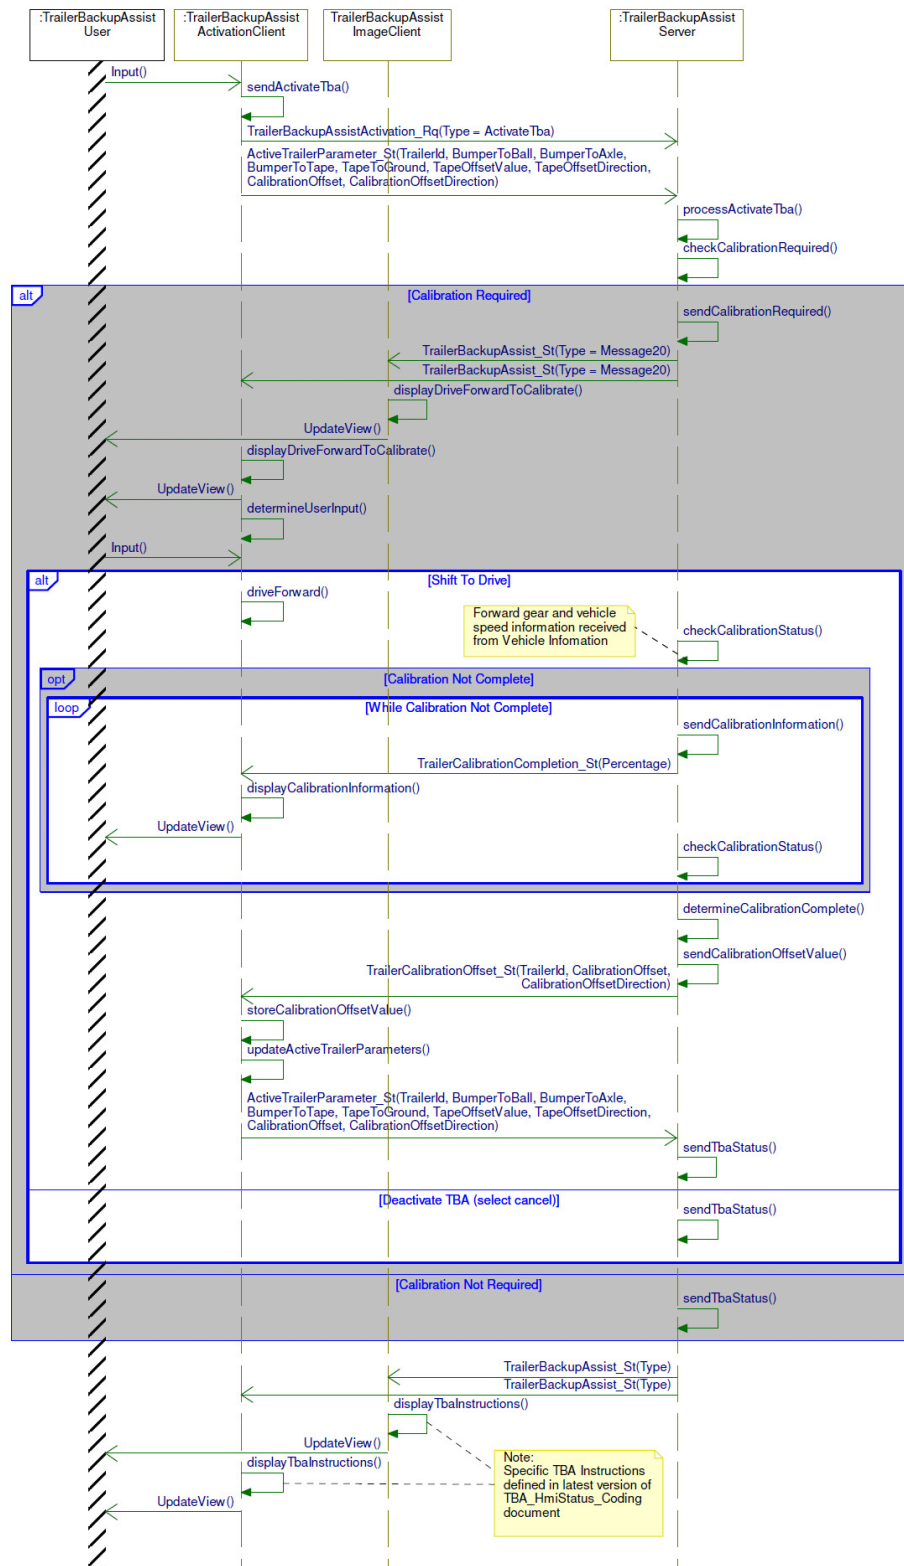 :TrailerBackupAssist
User
:TrailerBackupAssist
ActivationClient
TrailerBackupAssist
ImageClient
:TrailerBackupAssist
Server
Input()
sendActivateTba()
TrailerBackupAssistActivation_Rq(Type = ActivateTba)
ActiveTrailerParameter_St(TrailerId, BumperToBall, BumperToAxle,
BumperToTape, TapeToGround, TapeOffsetValue, TapeOffsetDirection,
CalibrationOffset, CalibrationOffsetDirection)
processActivateTba()
checkCalibrationRequired()
alt
[Calibration Required]
sendCalibrationRequired()
TrailerBackupAssist_St(Type = Message20)
TrailerBackupAssist_St(Type = Message20)
displayDriveForwardToCalibrate()
UpdateView()
displayDriveForwardToCalibrate()
UpdateView()
determineUserInput()
Input()
alt
[Shift To Drive]
driveForward()
Forward gear and vehicle
speed information received
from Vehicle Infomation
checkCalibrationStatus()
opt
[Calibration Not Complete]
loop
[While Calibration Not Complete]
sendCalibrationInformation()
TrailerCalibrationCompletion_St(Percentage)
displayCalibrationInformation()
UpdateView()
checkCalibrationStatus()
determineCalibrationComplete()
sendCalibrationOffsetValue()
TrailerCalibrationOffset_St(TrailerId, CalibrationOffset,
CalibrationOffsetDirection)
storeCalibrationOffsetValue()
updateActiveTrailerParameters()
ActiveTrailerParameter_St(TrailerId, BumperToBall, BumperToAxle,
BumperToTape, TapeToGround, TapeOffsetValue, TapeOffsetDirection,
CalibrationOffset, CalibrationOffsetDirection)
sendTbaStatus()
[Deactivate TBA (select cancel)]
sendTbaStatus()
[Calibration Not Required]
sendTbaStatus()
TrailerBackupAssist_St(Type)
TrailerBackupAssist_St(Type)
displayTbaInstructions()
UpdateView()
displayTbaInstructions()
Note:
Specific TBA Instructions
defined in latest version of
TBA_HmiStatus_Coding
document
UpdateView()